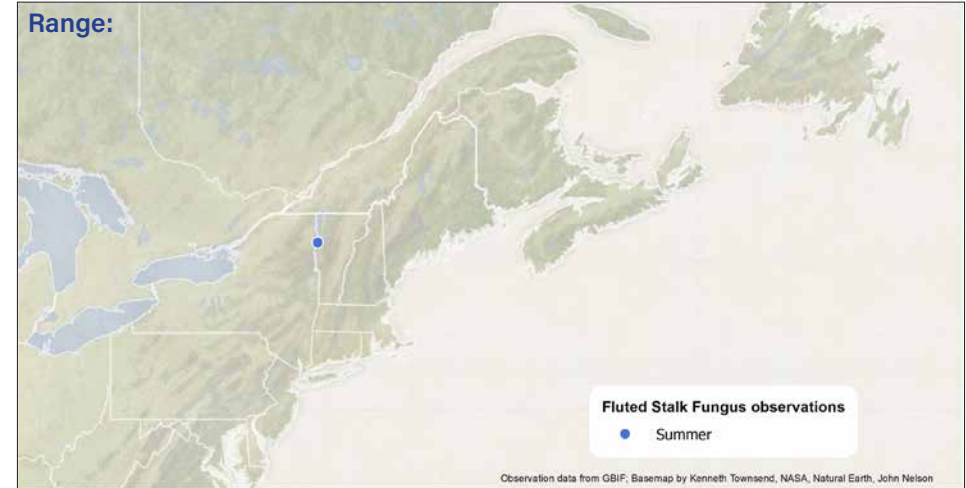 Range:
Fluted Stalk Fungus observations
Summer
Observation data from GBIF; Basemap by Kenneth Townsend, NASA, Natural Earth, John Nelson